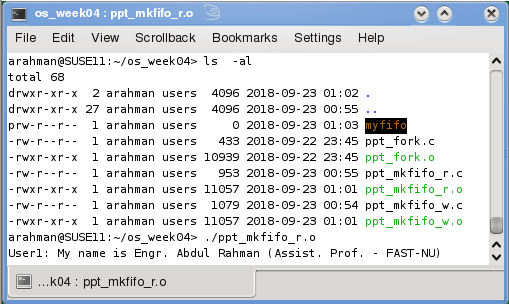 os_week04 : ppt_mkfifo_r.o
File Edit View Scrollback Bookmarks Settings Help
arahman@SUSE11:~/os_week04> ls  -al
total 68
drwxr-xr-x  2 arahman users  4096 2018-09-23 01:02 .
drwxr-xr-x 27 arahman users  4096 2018-09-23 00:55 ..
prw-r--r--  1 arahman users     0 2018-09-23 01:03 myfifo
-rw-r--r--  1 arahman users   433 2018-09-22 23:45 ppt_fork.c
-rwxr-xr-x  1 arahman users 10939 2018-09-22 23:45 ppt_fork.o
-rw-r--r--  1 arahman users   953 2018-09-23 00:55 ppt_mkfifo_r.c
-rwxr-xr-x  1 arahman users 11057 2018-09-23 01:01 ppt_mkfifo_r.o
-rw-r--r--  1 arahman users  1079 2018-09-23 00:54 ppt_mkfifo_w.c
-rwxr-xr-x  1 arahman users 11057 2018-09-23 01:01 ppt_mkfifo_w.o
arahman@SUSE11:~/os_week04> ./ppt_mkfifo_r.o
User1: My name is Engr. Abdul Rahman (Assist. Prof. - FAST-NU)
...k04 : ppt_mkfifo_r.o